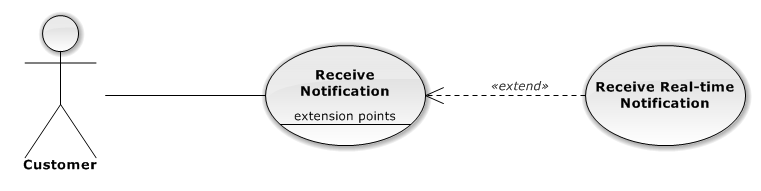 Receive
Notification
extension points
«extend»
Receive Real-time
Notification
Customer